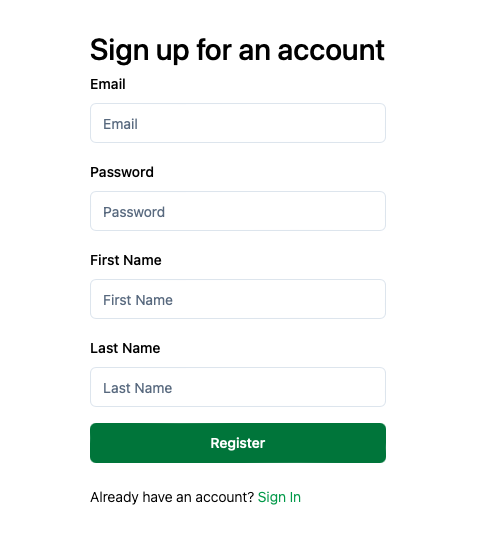 Sign up for an account
Email
Email
Password
Password
First Name
First Name
Last Name
Last Name
Register
Already have an account? Sign In